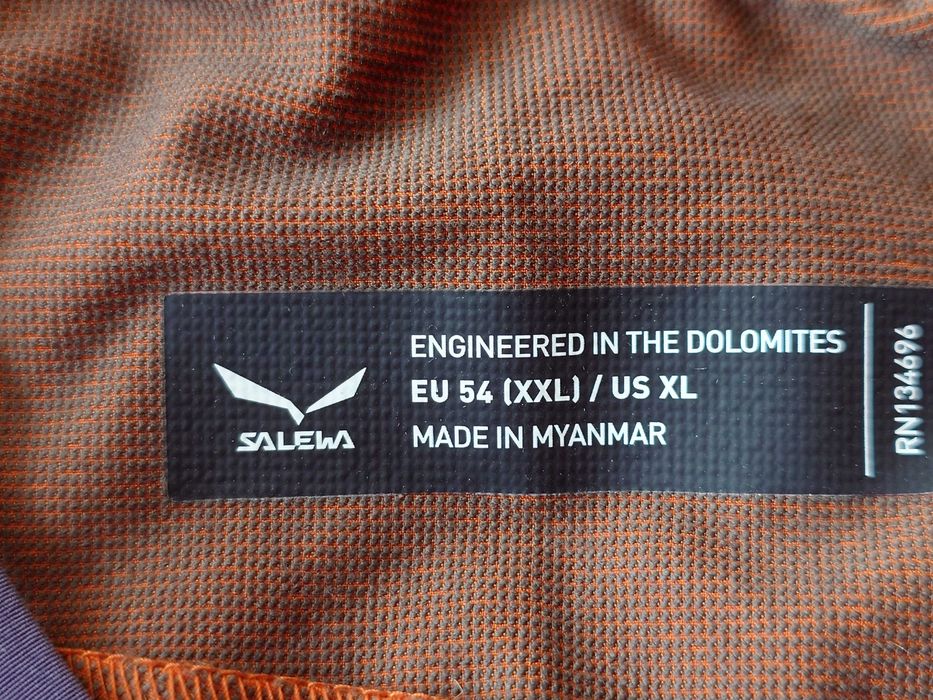 SALEWA
ENGINEERED IN THE DOLOMITES
EU 54 (XXL) / US XL
MADE IN MYANMAR
RN134696